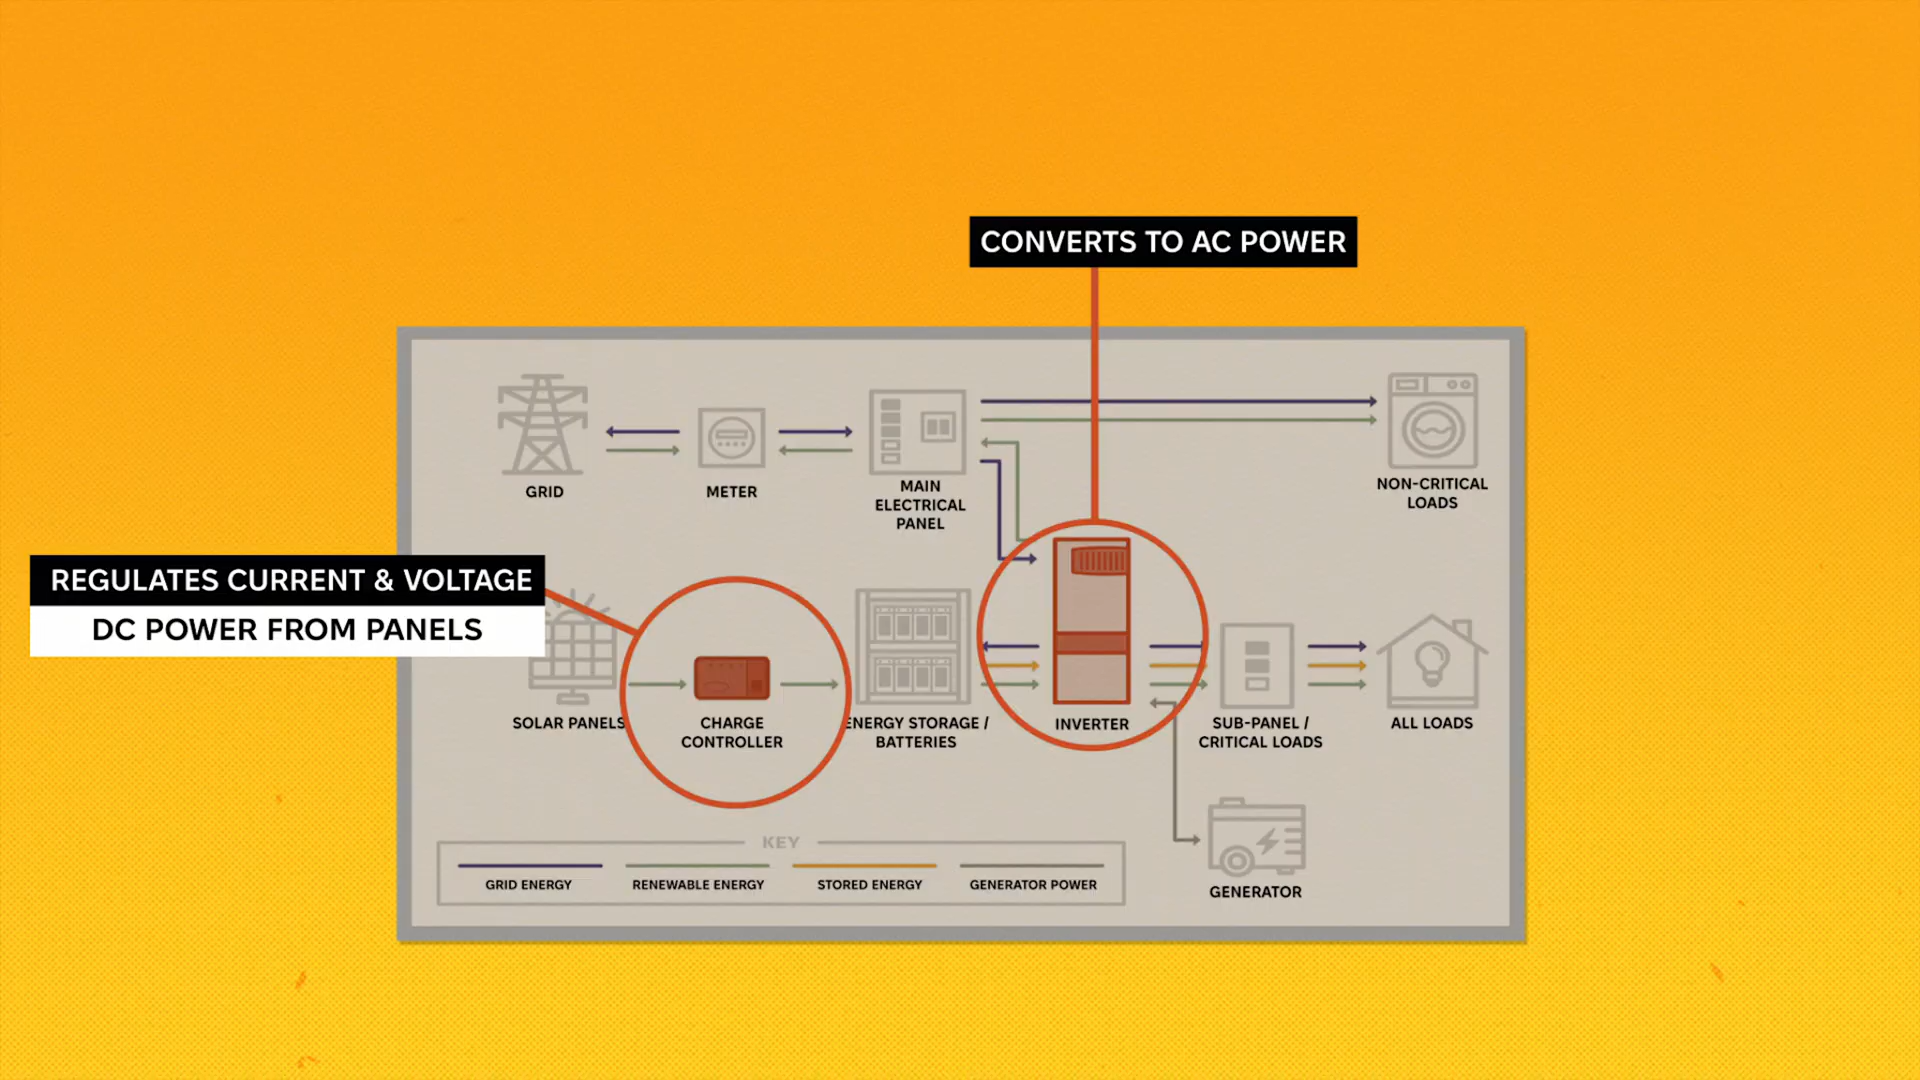 CONVERTS TO AC POWER
GRID
METER
MAIN
ELECTRICAL
PANEL
NON-CRITICAL
LOADS
REGULATES CURRENT & VOLTAGE
DC POWER FROM PANELS
SOLAR PANELS
CHARGE
CONTROLLER
ENERGY STORAGE /
BATTERIES
INVERTER
SUB-PANEL /
CRITICAL LOADS
ALL LOADS
GENERATOR
KEY
GRID ENERGY
RENEWABLE ENERGY
STORED ENERGY
GENERATOR POWER